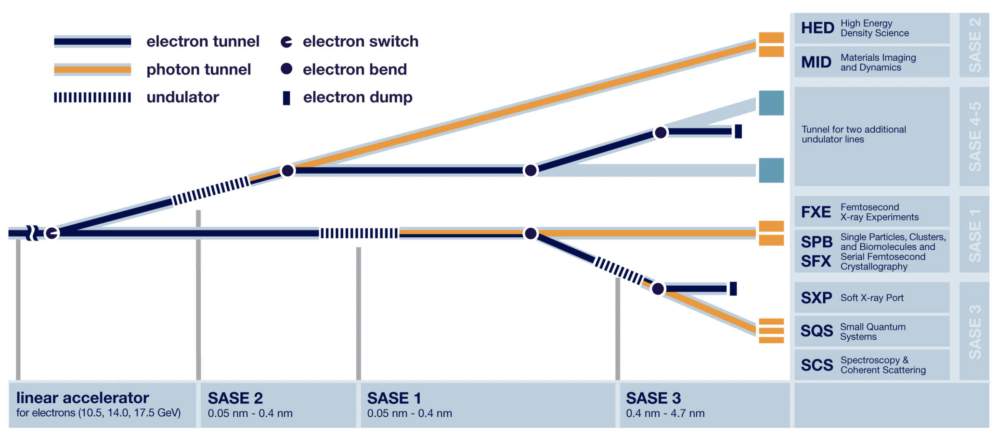 electron tunnel
photon tunnel
undulator
electron switch
electron bend
electron dump
HED
High Energy
Density Science
MID
Materials Imaging
and Dynamics
SASE 2
Tunnel for two additional
undulator lines
SASE 4-5
FXE
Femtosecond
X-ray Experiments
SPB
SFX
Single Particles, Clusters,
and Biomolecules and
Serial Femtosecond
Crystallography
SASE 1
SXP
Soft X-ray Port
SQS
Small Quantum
Systems
SCS
Spectroscopy &
Coherent Scattering
SASE 3
linear accelerator
for electrons (10.5, 14.0, 17.5 GeV)
SASE 2
0.05 nm - 0.4 nm
SASE 1
0.05 nm - 0.4 nm
SASE 3
0.4 nm - 4.7 nm